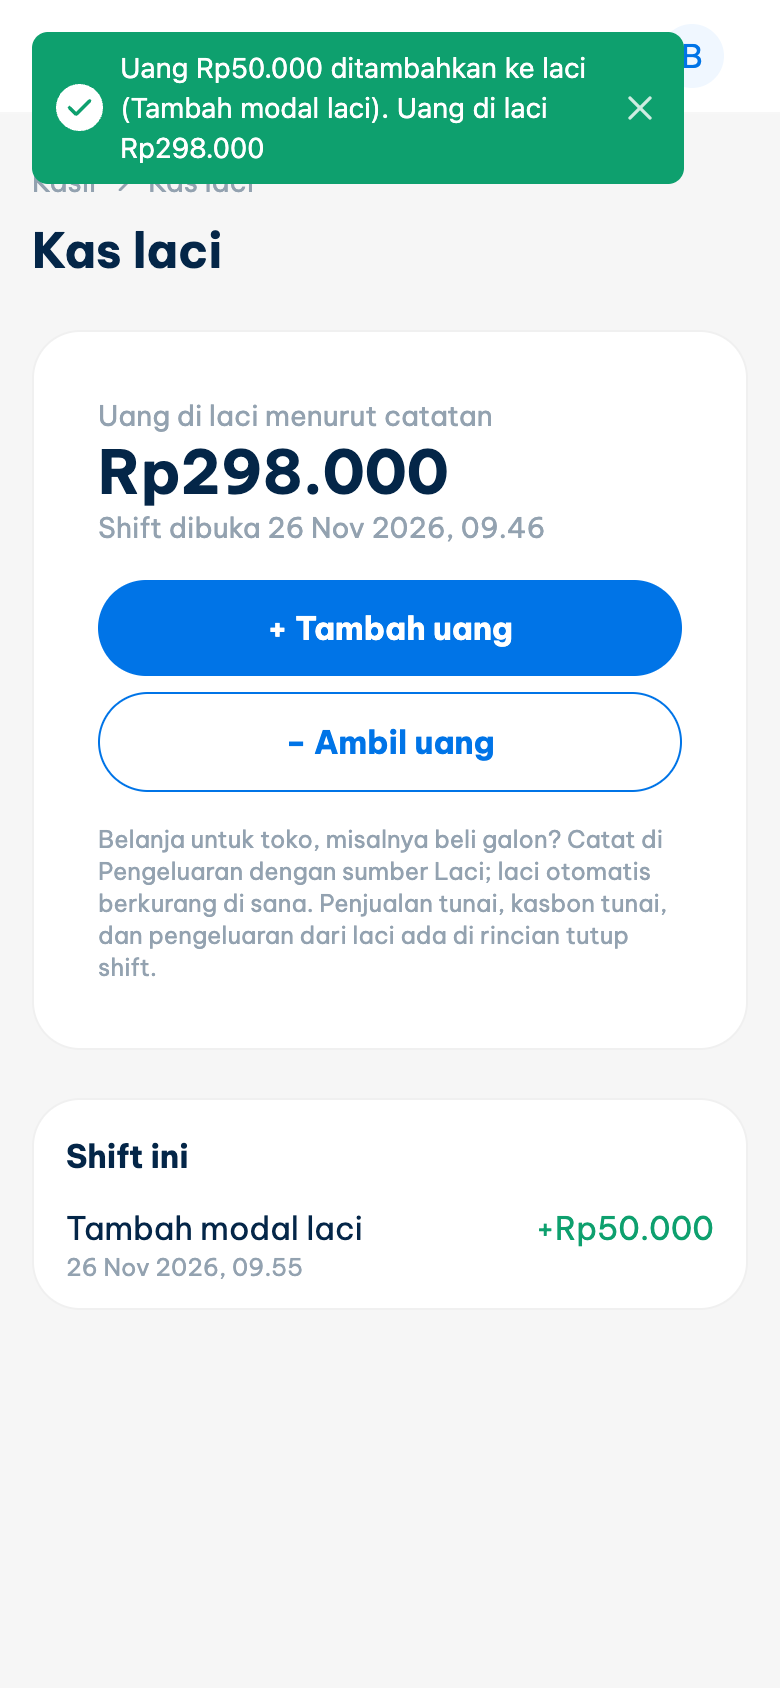 Uang Rp50.000 ditambahkan ke laci
(Tambah modal laci). Uang di laci
Rp298.000
B
Kasir > Kas laci
Kas laci
Uang di laci menurut catatan
Rp298.000
Shift dibuka 26 Nov 2026, 09.46
+ Tambah uang
– Ambil uang
Belanja untuk toko, misalnya beli galon? Catat di
Pengeluaran dengan sumber Laci; laci otomatis
berkurang di sana. Penjualan tunai, kasbon tunai,
dan pengeluaran dari laci ada di rincian tutup
shift.
Shift ini
Tambah modal laci
+Rp50.000
26 Nov 2026, 09.55